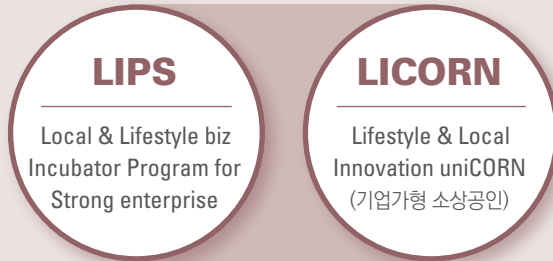 LIPS
Local & Lifestyle biz
Incubator Program for
Strong enterprise
LICORN
Lifestyle & Local
Innovation uniCORN
(기업가형 소상공인)